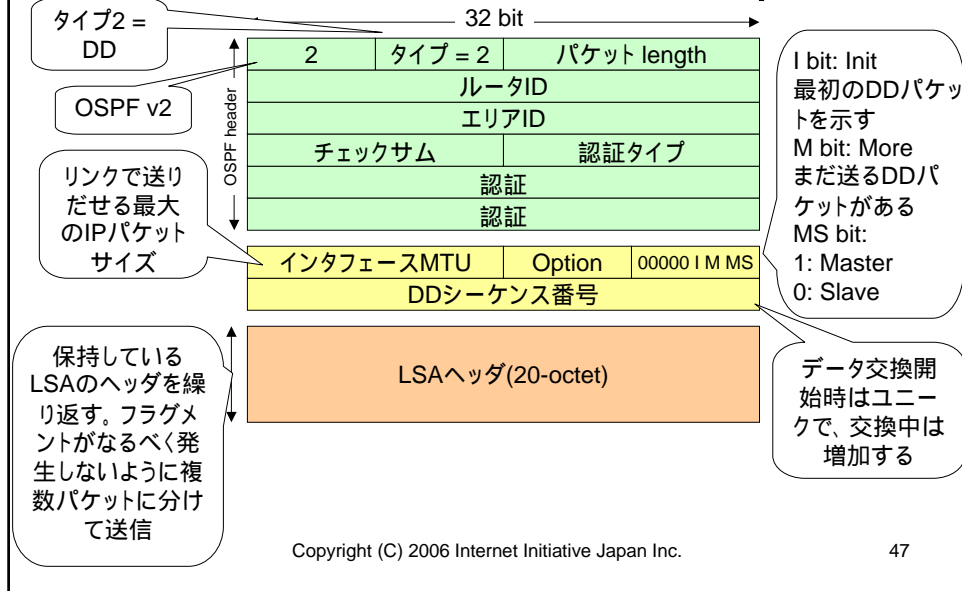 32 bit
タイプ2 =
DD
2
タイプ = 2
パケット length
OSPF v2
OSPF header
ルータID
エリアID
チェックサム
認証タイプ
認証
認証
リンクで送り
だせる最大
のIPパケット
サイズ
インタフェースMTU
Option
00000 I M MS
DDシーケンス番号
I bit: Init
最初のDDパケッ
トを示す
M bit: More
まだ送るDDパ
ケットがある
MS bit:
1: Master
0: Slave
保持している
LSAのヘッダを繰
り返す。フラグメ
ントがなるべく発
生しないように複
数パケットに分け
て送信
LSAヘッダ(20-octet)
データ交換開
始時はユニー
クで、交換中は
増加する
Copyright (C) 2006 Internet Initiative Japan Inc.
47